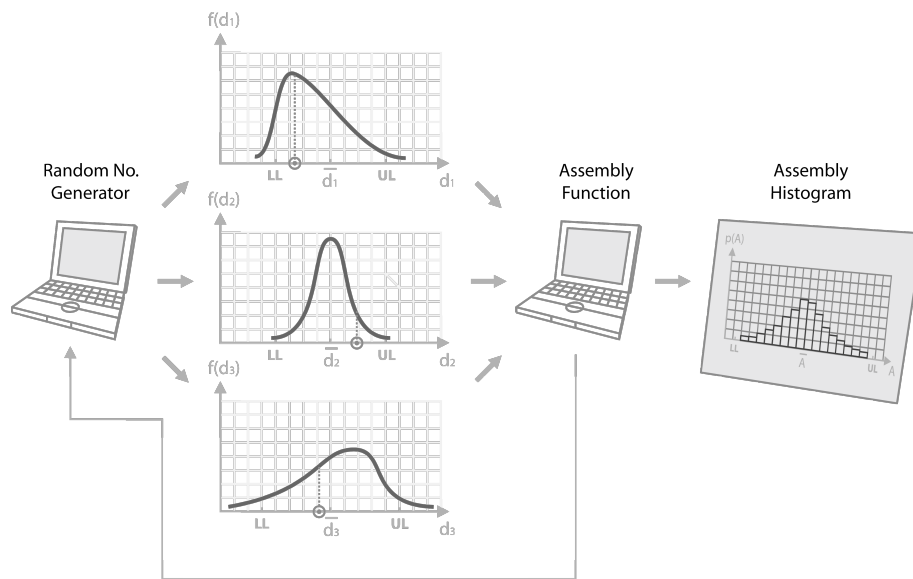 f(d₁)
LL
d̅₁
UL
d₁
Random No.
Generator
Assembly
Function
Assembly
Histogram
f(d₂)
LL
d̅₂
UL
d₂
p(A)
LL
A̅
UL
A
f(d₃)
LL
d̅₃
UL
d₃